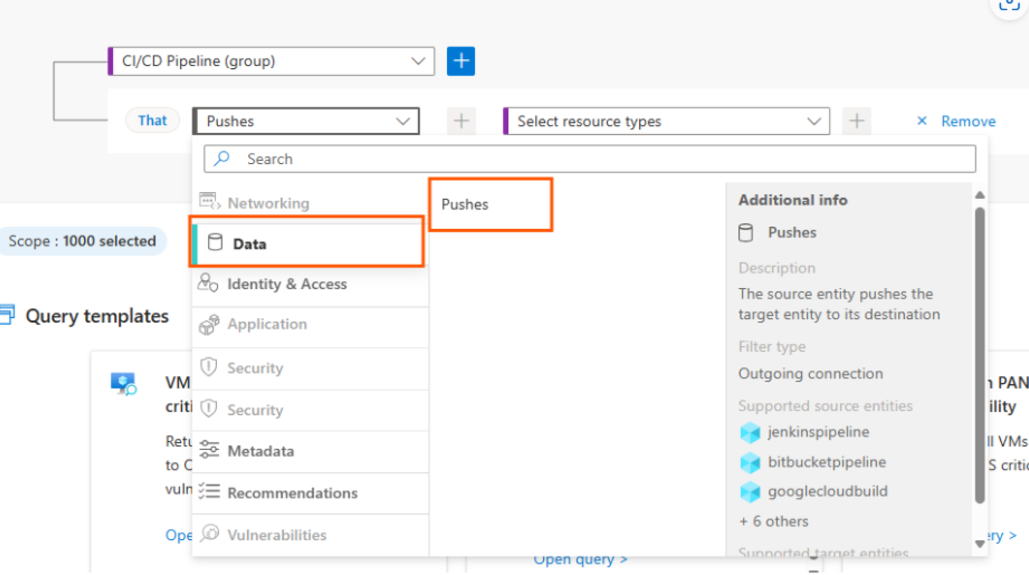 CI/CD Pipeline (group)
That
Pushes
Select resource types
Remove
Search
Networking
Data
Identity & Access
Application
Security
Security
Metadata
Recommendations
Vulnerabilities
Pushes
Additional info
Pushes
Description
The source entity pushes the
target entity to its destination
Filter type
Outgoing connection
Supported source entities
jenkinspipeline
bitbucketpipeline
googlecloudbuild
+ 6 others
Supported target entities
Scope : 1000 selected
Query templates
VM
criti
Retu
to C
vuln
Ope
Open query >
PAN
ility
ll VMs
S critic
ery >